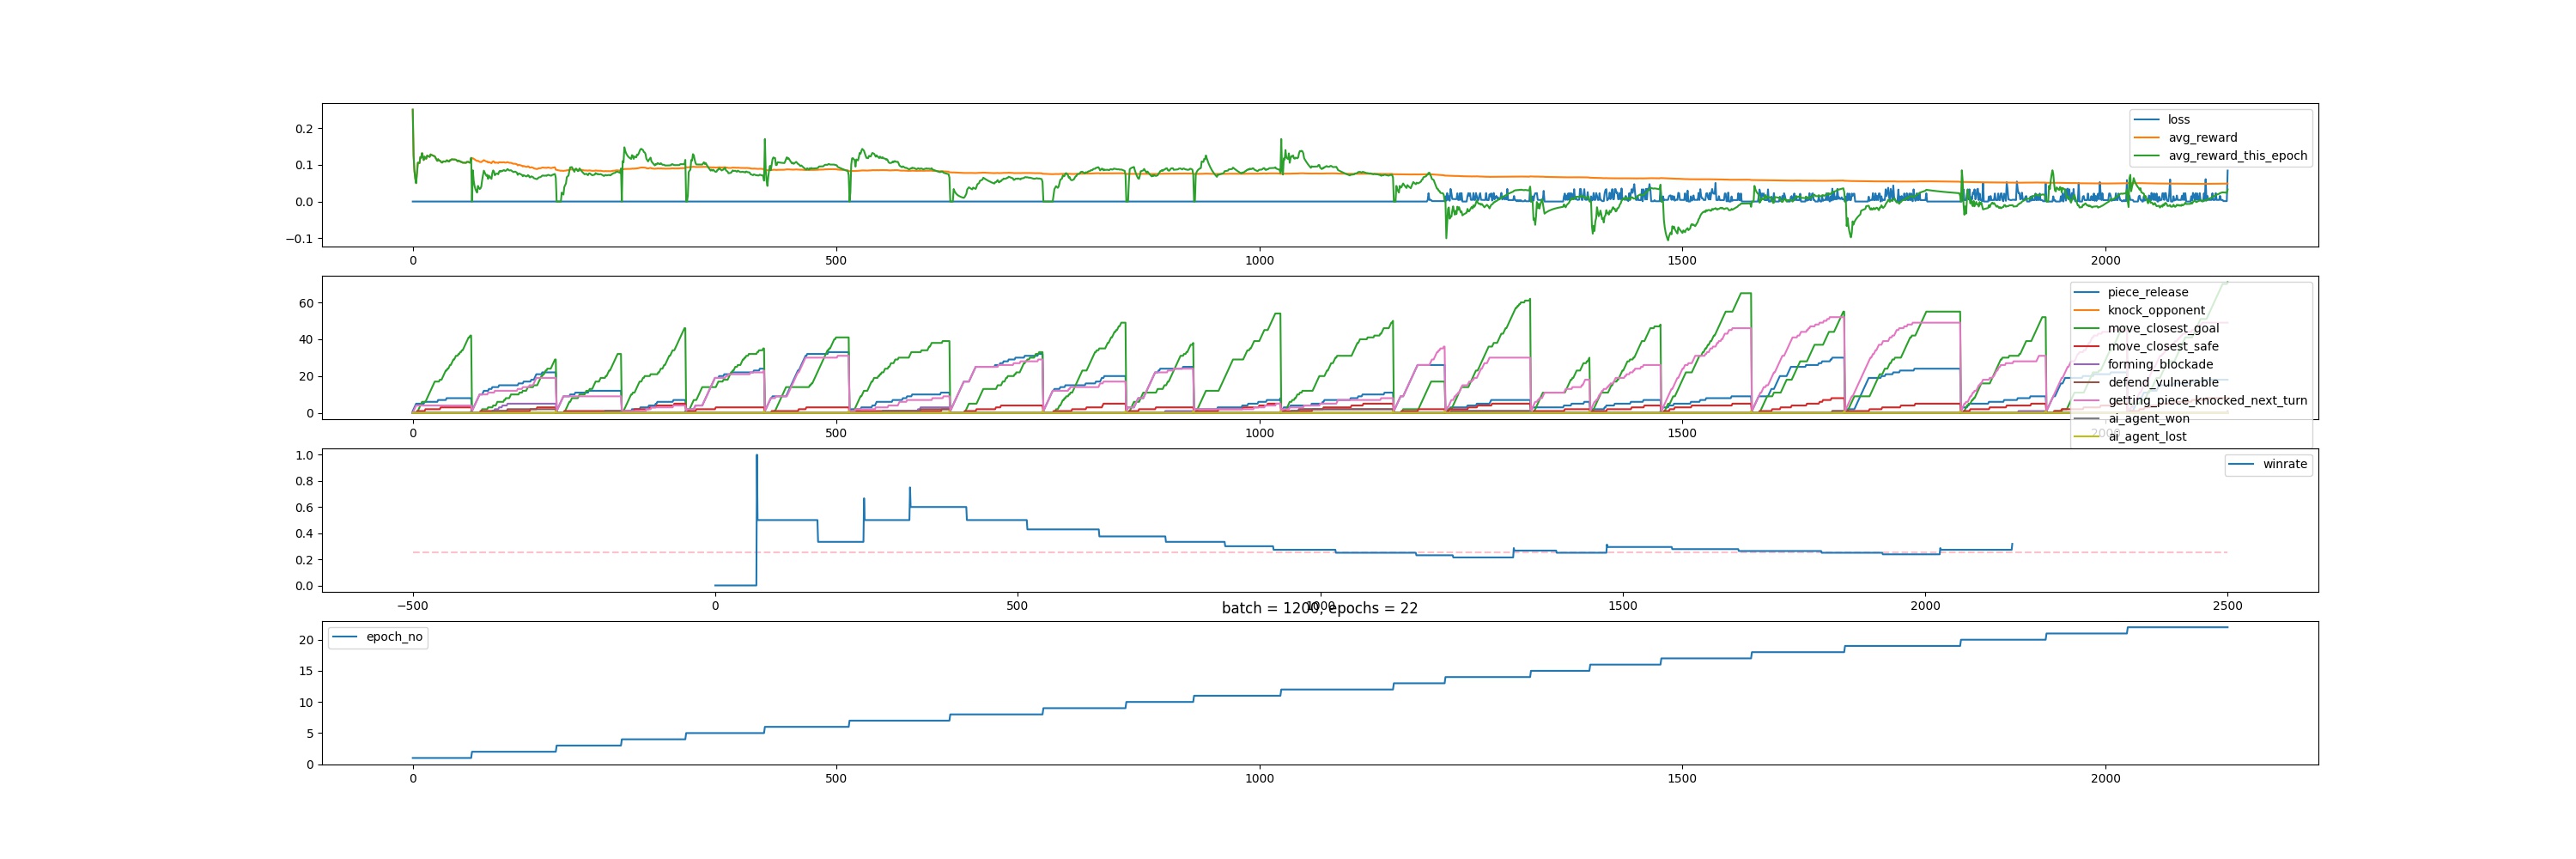 0.2
0.1
0.0
−0.1
loss
avg_reward
avg_reward_this_epoch
0 500 1000 1500 2000
60
40
20
0
piece_release
knock_opponent
move_closest_goal
move_closest_safe
forming_blockade
defend_vulnerable
getting_piece_knocked_next_turn
ai_agent_won
ai_agent_lost
0 500 1000 1500 2000
1.0
0.8
0.6
0.4
0.2
0.0
winrate
−500 0 500 1000 1500 2000 2500
batch = 1200, epochs = 22
20
15
10
5
0
epoch_no
0 500 1000 1500 2000